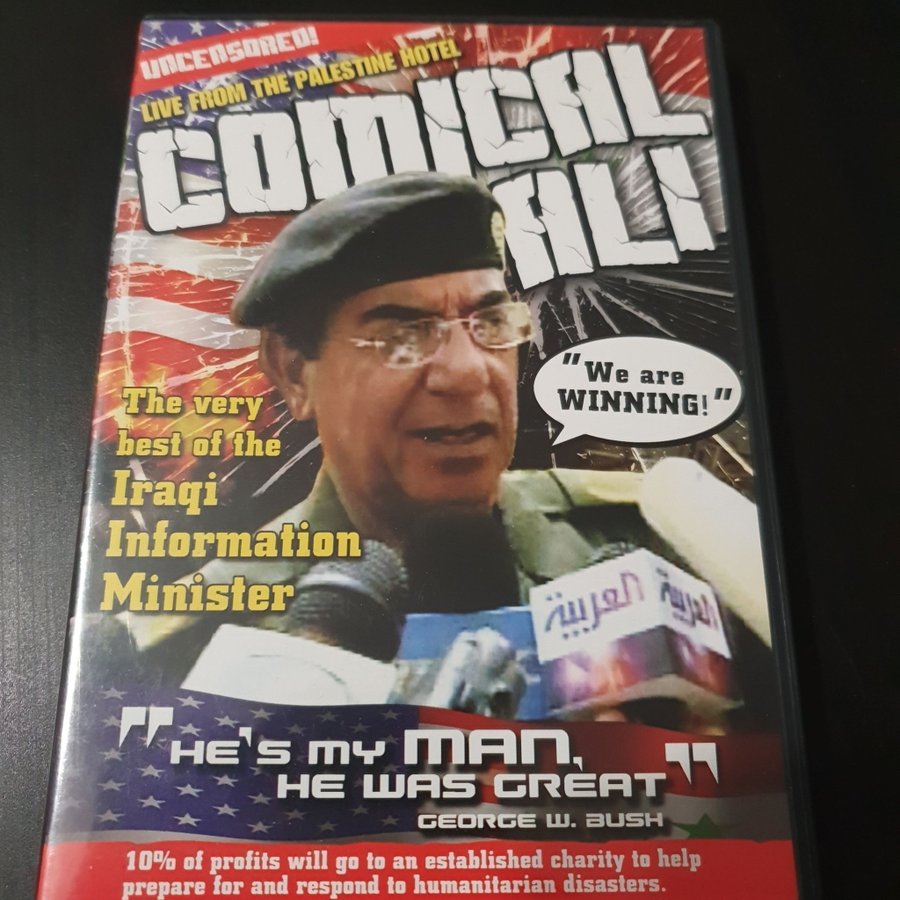 UNCENSORED!
LIVE FROM THE PALESTINE HOTEL
COMICAL
ALI
"We are
WINNING!"
The very
best of the
Iraqi
Information
Minister
العربية
العربية
"HE'S MY MAN,
HE WAS GREAT"
GEORGE W. BUSH
10% of profits will go to an established charity to help
prepare for and respond to humanitarian disasters.